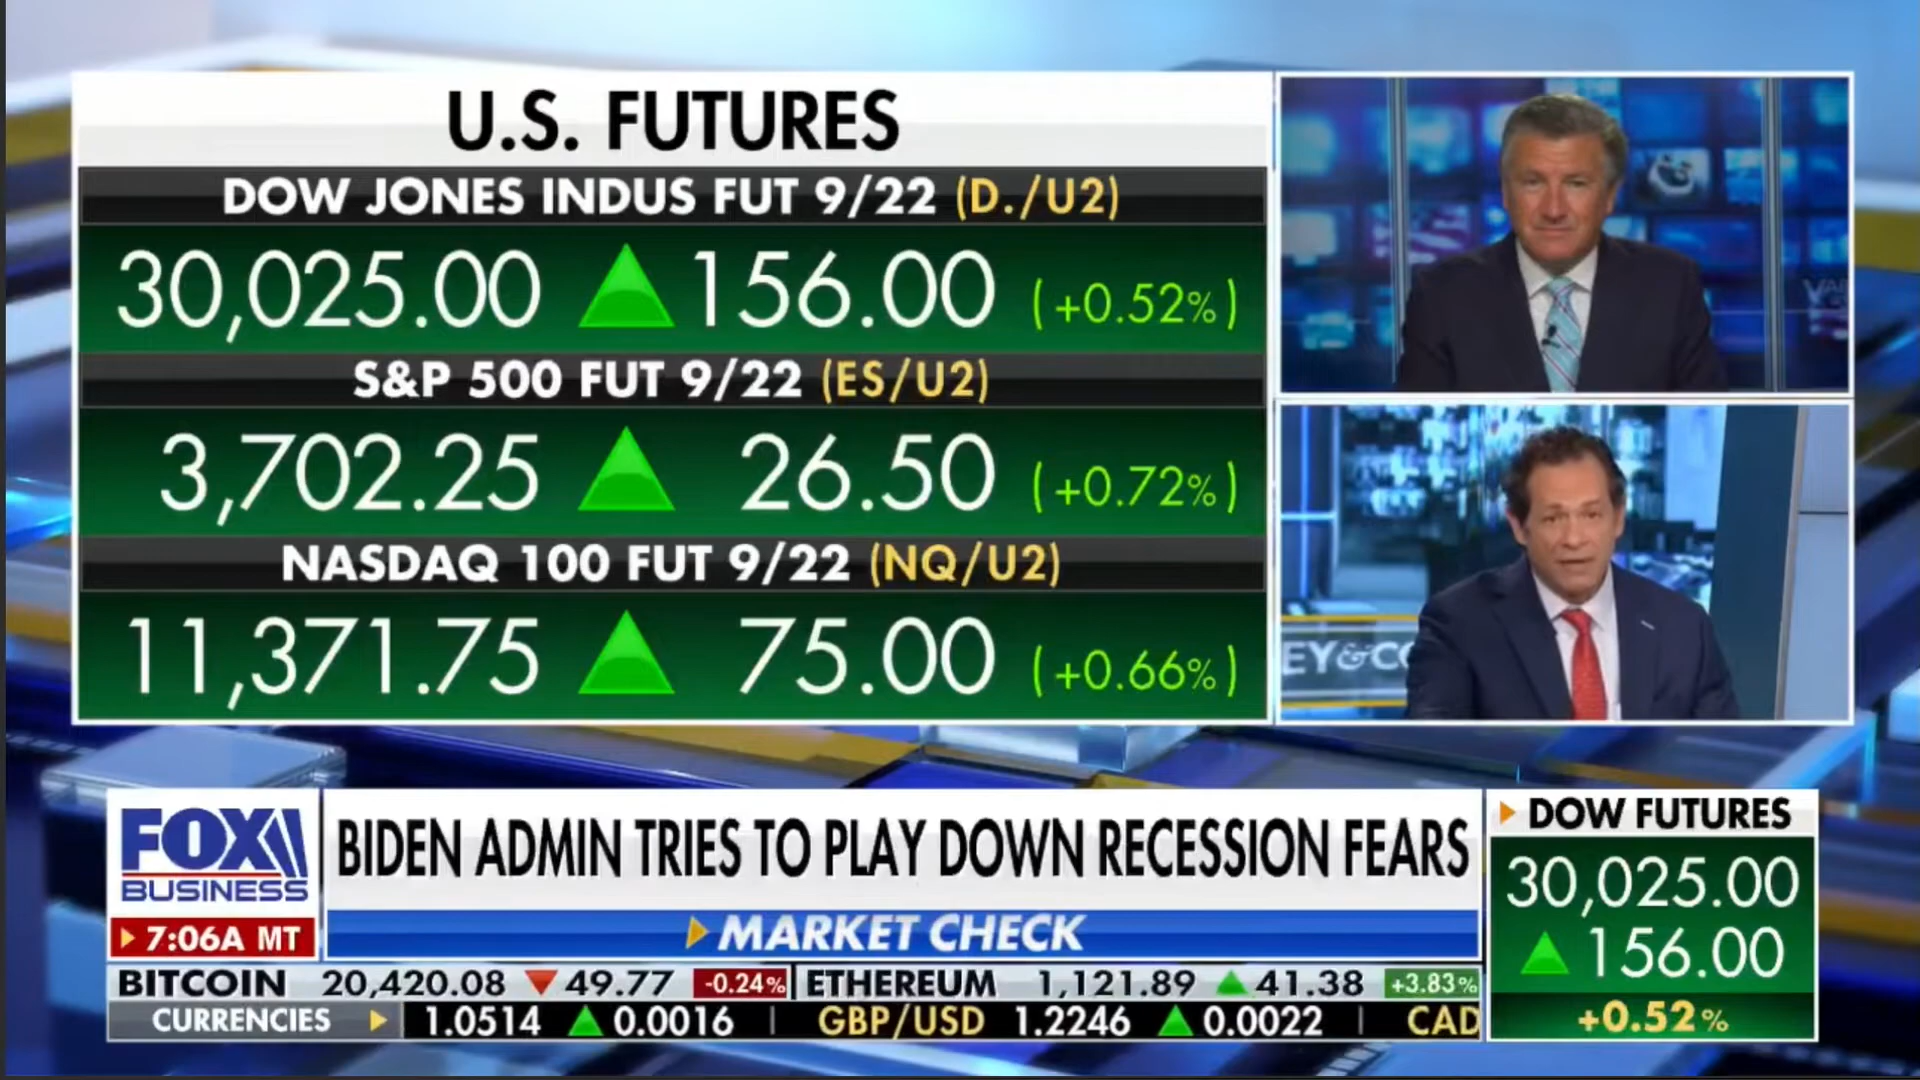 U.S. FUTURES
DOW JONES INDUS FUT 9/22 (D./U2)
30,025.00 ▲ 156.00 (+0.52%)
S&P 500 FUT 9/22 (ES/U2)
3,702.25 ▲ 26.50 (+0.72%)
NASDAQ 100 FUT 9/22 (NQ/U2)
11,371.75 ▲ 75.00 (+0.66%)
EY&CO
FOX BUSINESS
7:06A MT
BIDEN ADMIN TRIES TO PLAY DOWN RECESSION FEARS
MARKET CHECK
BITCOIN 20,420.08 ▼ 49.77 -0.24% ETHEREUM 1,121.89 ▲ 41.38 +3.83%
CURRENCIES 1.0514 ▲ 0.0016 | GBP/USD 1.2246 ▲ 0.0022 | CAD
DOW FUTURES
30,025.00
▲ 156.00
+0.52%